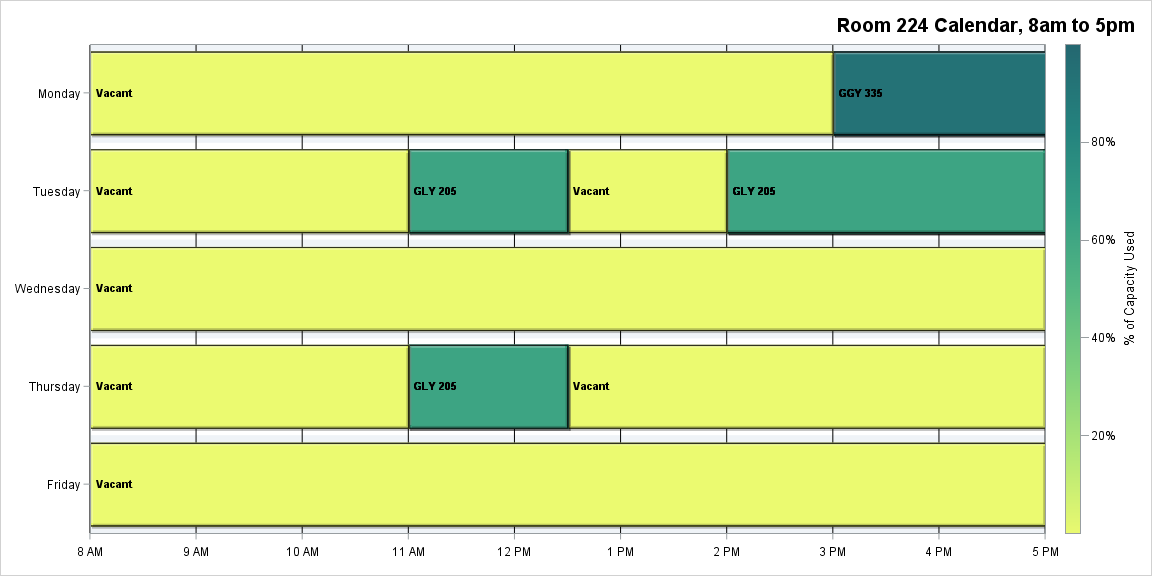 Room 224 Calendar, 8am to 5pm
Monday
Vacant
GGY 335
Tuesday
Vacant
GLY 205
Vacant
GLY 205
Wednesday
Vacant
Thursday
Vacant
GLY 205
Vacant
Friday
Vacant
8 AM
9 AM
10 AM
11 AM
12 PM
1 PM
2 PM
3 PM
4 PM
5 PM
80%
60%
40%
20%
% of Capacity Used